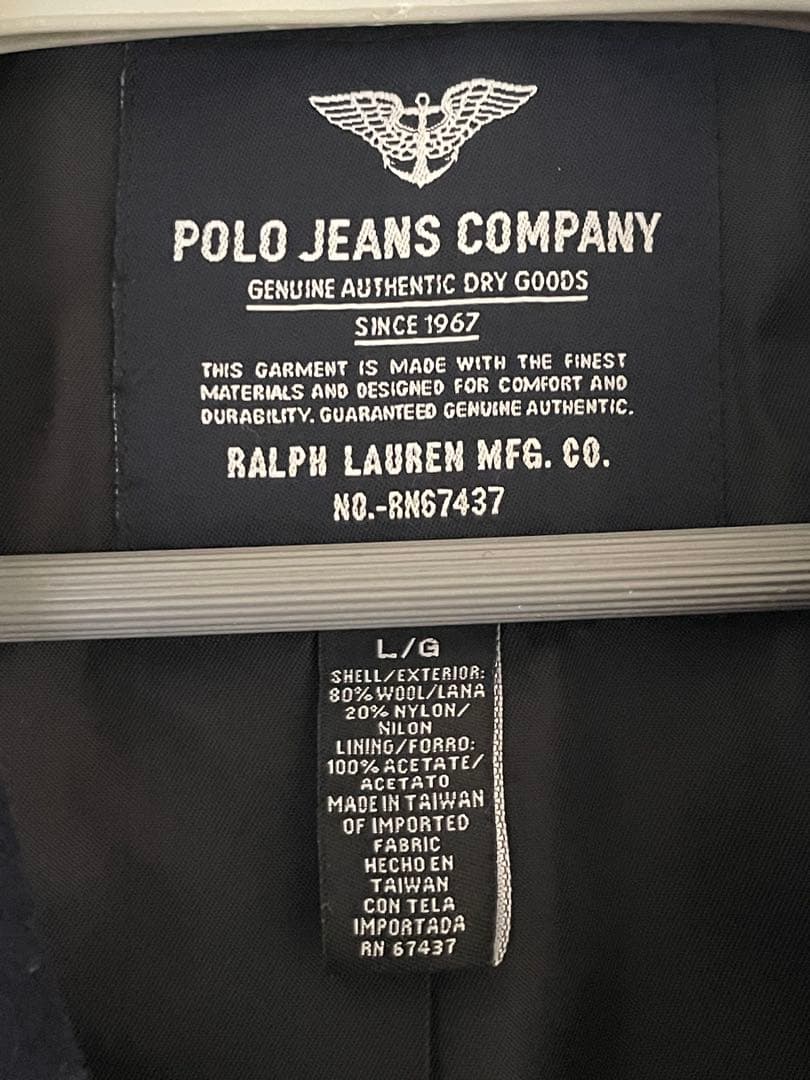 POLO JEANS COMPANY
GENUINE AUTHENTIC DRY GOODS
SINCE 1967
THIS GARMENT IS MADE WITH THE FINEST
MATERIALS AND DESIGNED FOR COMFORT AND
DURABILITY. GUARANTEED GENUINE AUTHENTIC.
RALPH LAUREN MFG. CO.
NO.-RN67437
L/G
SHELL/EXTERIOR:
80% WOOL/LANA
20% NYLON/
NILON
LINING/FORRO:
100% ACETATE/
ACETATO
MADE IN TAIWAN
OF IMPORTED
FABRIC
HECHO EN
TAIWAN
CON TELA
IMPORTADA
RN 67437